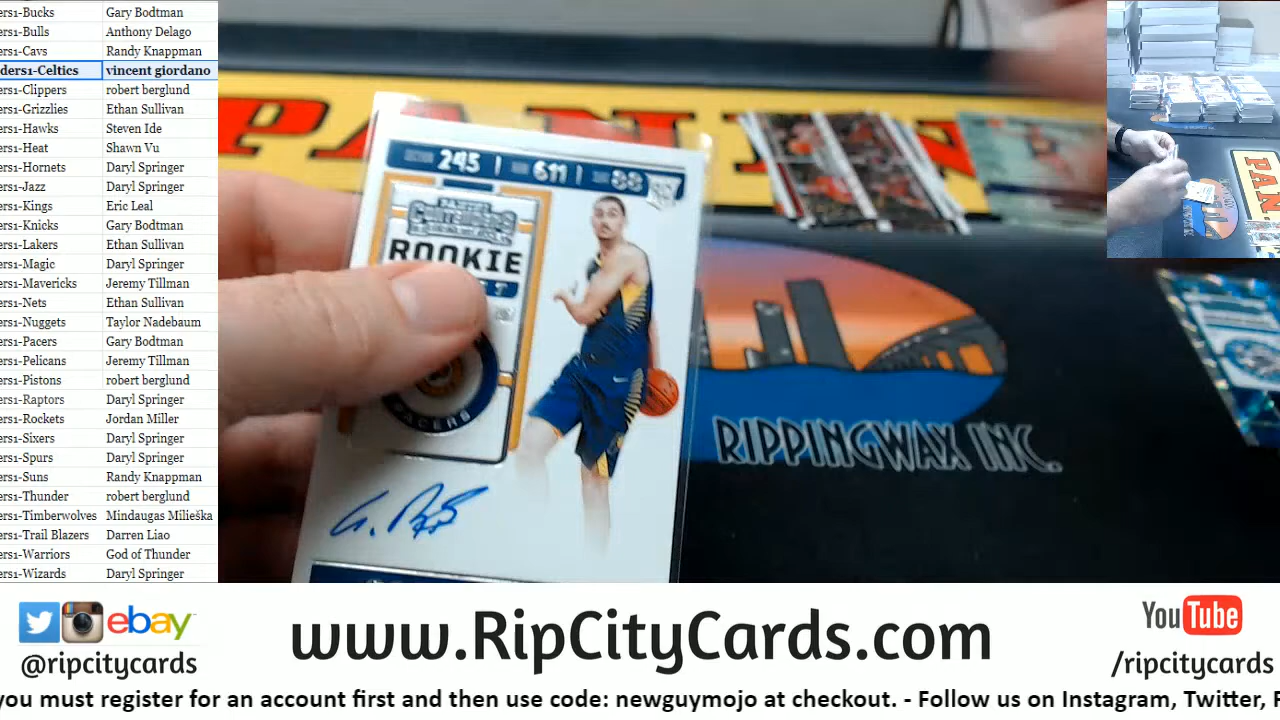 ers1-Bucks Gary Bodtman
ers1-Bulls Anthony Delago
ers1-Cavs Randy Knappman
ders1-Celtics vincent giordano
ers1-Clippers robert berglund
ers1-Grizzlies Ethan Sullivan
ers1-Hawks Steven Ide
ers1-Heat Shawn Vu
ers1-Hornets Daryl Springer
ers1-Jazz Daryl Springer
ers1-Kings Eric Leal
ers1-Knicks Gary Bodtman
ers1-Lakers Ethan Sullivan
ers1-Magic Daryl Springer
ers1-Mavericks Jeremy Tillman
ers1-Nets Ethan Sullivan
ers1-Nuggets Taylor Nadebaum
ers1-Pacers Gary Bodtman
ers1-Pelicans Jeremy Tillman
ers1-Pistons robert berglund
ers1-Raptors Daryl Springer
ers1-Rockets Jordan Miller
ers1-Sixers Daryl Springer
ers1-Spurs Daryl Springer
ers1-Suns Randy Knappman
ers1-Thunder robert berglund
ers1-Timberwolves Mindaugas Milieška
ers1-Trail Blazers Darren Liao
ers1-Warriors God of Thunder
ers1-Wizards Daryl Springer
PANINI
245 | 611 | 33
PANINI
CONTENDERS
ROOKIE
PACERS
RIPPINGWAX INC.
PAN
ebay
@ripcitycards
www.RipCityCards.com
YouTube
/ripcitycards
you must register for an account first and then use code: newguymojo at checkout. - Follow us on Instagram, Twitter, F